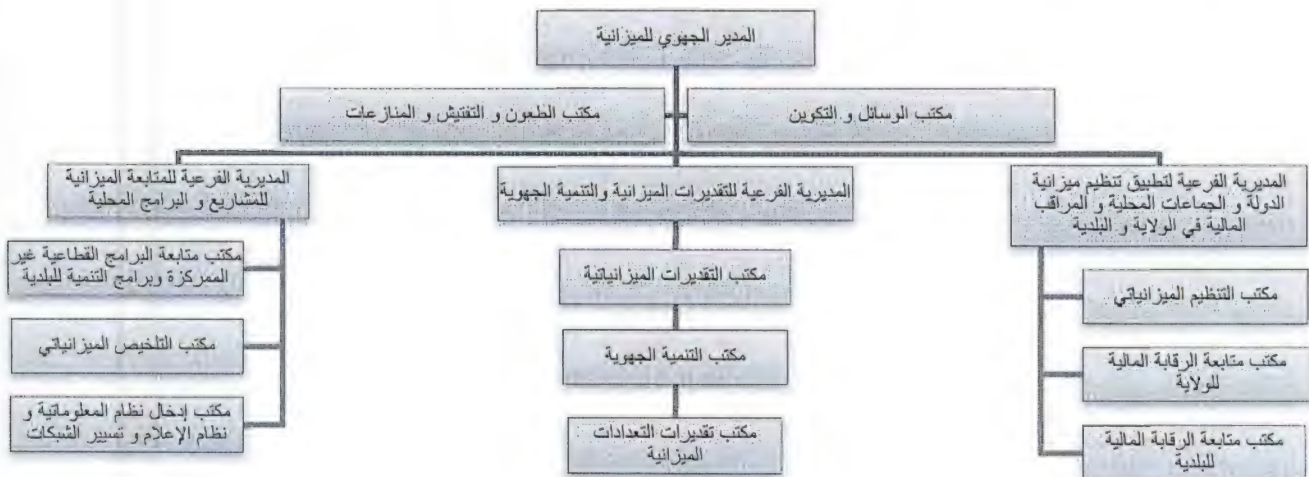 المدير الجهوي للميزانية
مكتب الوسائل و التكوين
مكتب الطعون و التفتيش و المنازعات
المديرية الفرعية لتطبيق تنظيم ميزانية
الدولة و الجماعات المحلية و المراقب
المالية في الولاية و البلدية
مكتب التنظيم الميزانياتي
مكتب متابعة الرقابة المالية
للولاية
مكتب متابعة الرقابة المالية
للبلدية
المديرية الفرعية للتقديرات الميزانية والتنمية الجهوية
مكتب التقديرات الميزانياتية
مكتب التنمية الجهوية
مكتب تقديرات التعدادات
الميزانية
المديرية الفرعية للمتابعة الميزانية
للمشاريع و البرامج المحلية
مكتب متابعة البرامج القطاعية غير
الممركزة وبرامج التنمية للبلدية
مكتب التلخيص الميزانياتي
مكتب إدخال نظام المعلوماتية و
نظام الإعلام و تسيير الشبكات